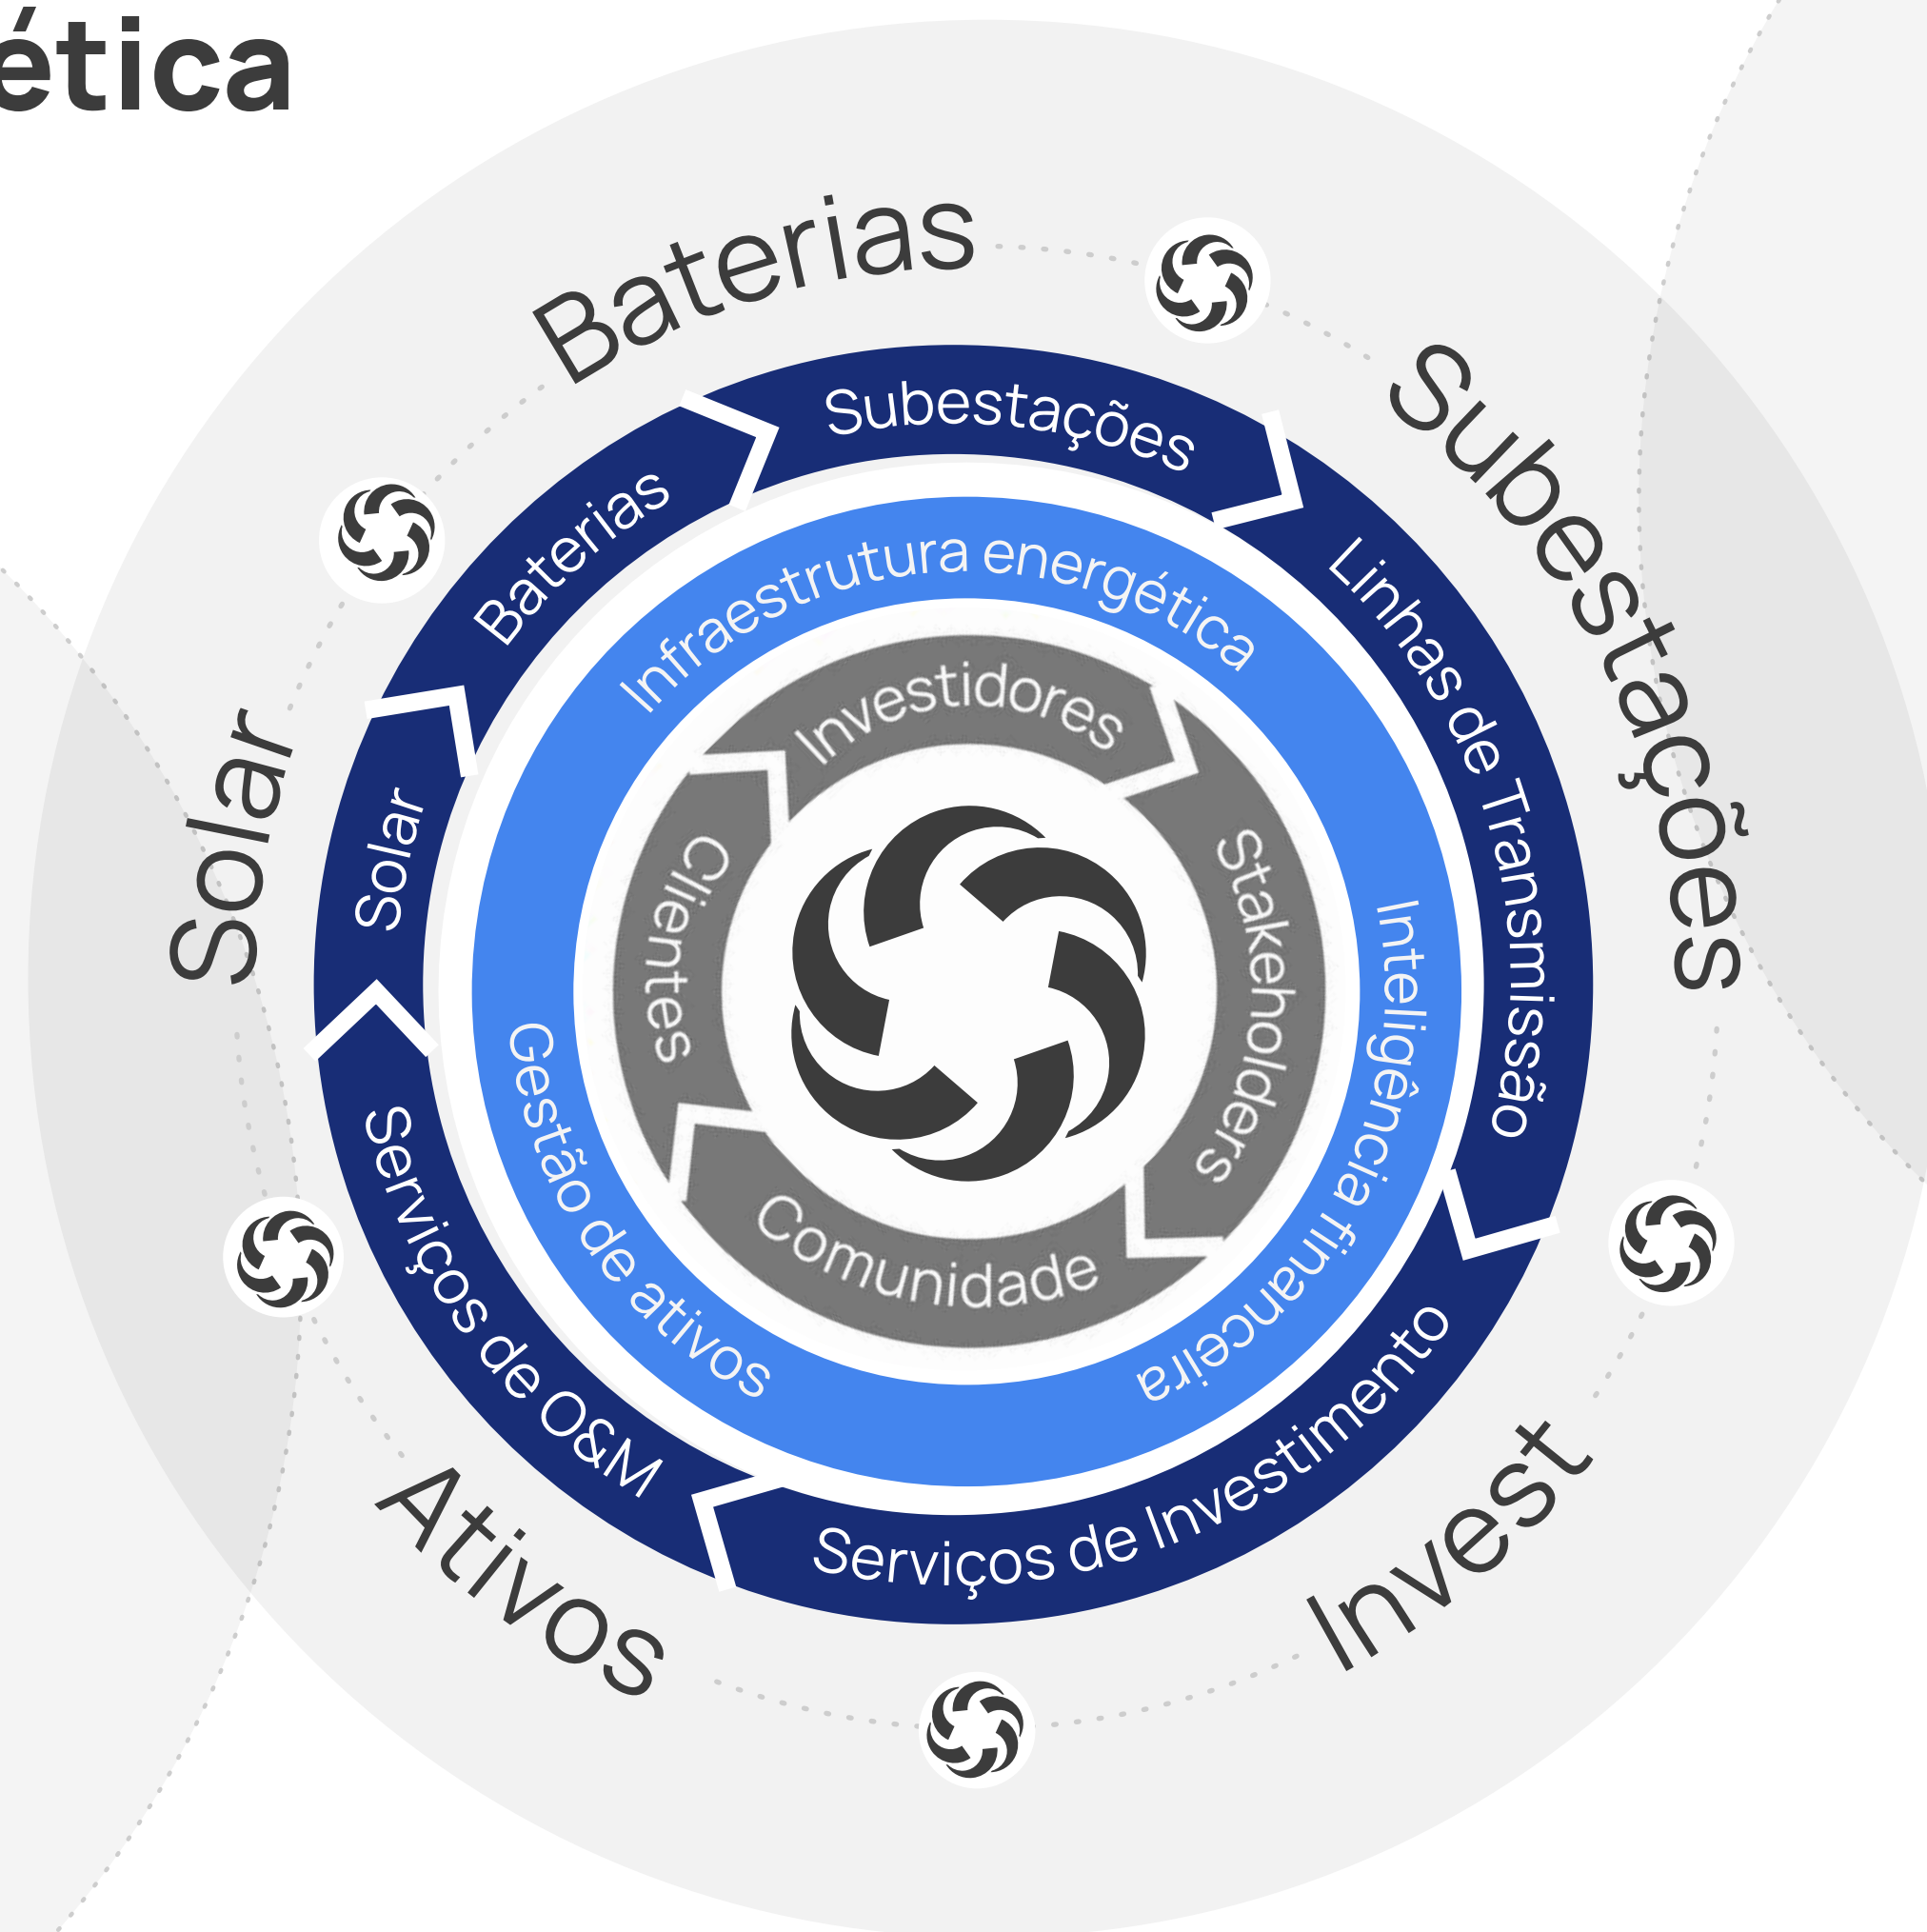 ética
Baterias
Subestações
Invest
Ativos
Solar
Subestações
Linhas de Transmissão
Serviços de Investimento
Serviços de O&M
Solar
Baterias
Infraestrutura energética
Inteligência financeira
Gestão de ativos
Investidores
Stakeholders
Comunidade
Clientes